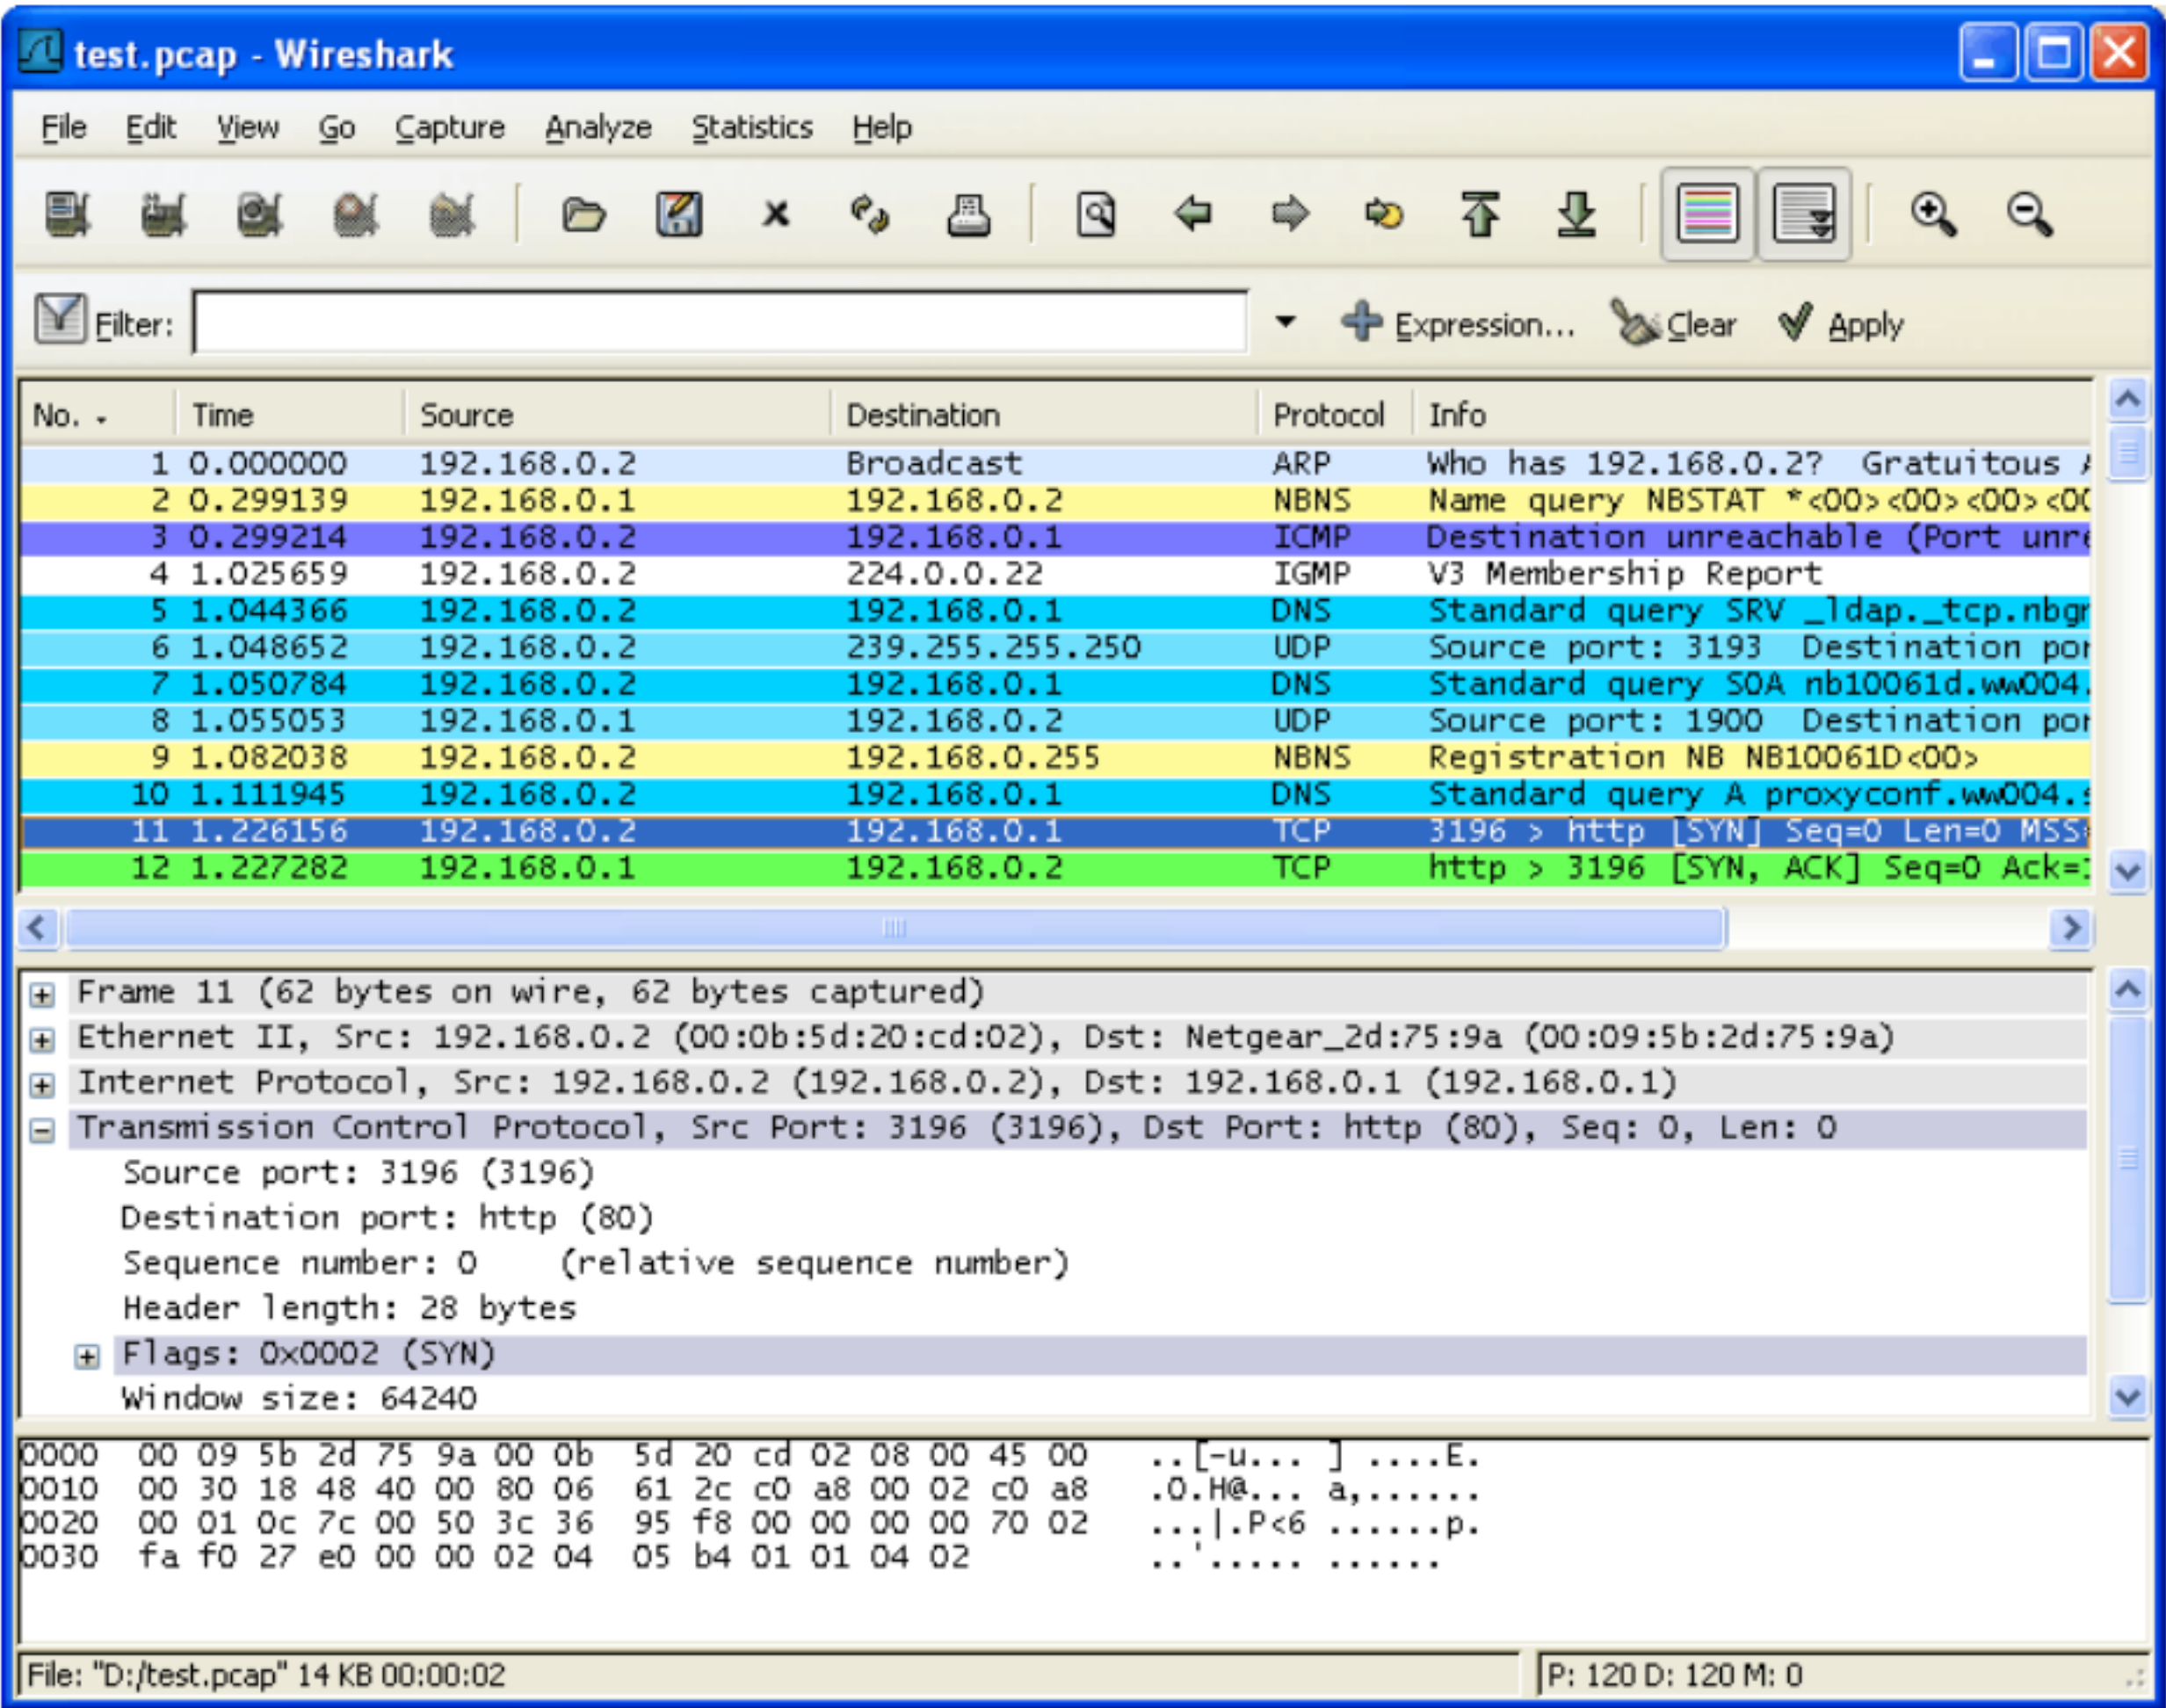 test.pcap - Wireshark
File Edit View Go Capture Analyze Statistics Help
Filter: Expression... Clear Apply
No. Time Source Destination Protocol Info
1 0.000000 192.168.0.2 Broadcast ARP Who has 192.168.0.2? Gratuitous
2 0.299139 192.168.0.1 192.168.0.2 NBNS Name query NBSTAT *<00><00><00><00
3 0.299214 192.168.0.2 192.168.0.1 ICMP Destination unreachable (Port unre
4 1.025659 192.168.0.2 224.0.0.22 IGMP V3 Membership Report
5 1.044366 192.168.0.2 192.168.0.1 DNS Standard query SRV _ldap._tcp.nbgr
6 1.048652 192.168.0.2 239.255.255.250 UDP Source port: 3193 Destination por
7 1.050784 192.168.0.2 192.168.0.1 DNS Standard query SOA nb10061d.ww004.
8 1.055053 192.168.0.1 192.168.0.2 UDP Source port: 1900 Destination por
9 1.082038 192.168.0.2 192.168.0.255 NBNS Registration NB NB10061D<00>
10 1.111945 192.168.0.2 192.168.0.1 DNS Standard query A proxyconf.ww004.s
11 1.226156 192.168.0.2 192.168.0.1 TCP 3196 > http [SYN] Seq=0 Len=0 MSS=
12 1.227282 192.168.0.1 192.168.0.2 TCP http > 3196 [SYN, ACK] Seq=0 Ack=1
Frame 11 (62 bytes on wire, 62 bytes captured)
Ethernet II, Src: 192.168.0.2 (00:0b:5d:20:cd:02), Dst: Netgear_2d:75:9a (00:09:5b:2d:75:9a)
Internet Protocol, Src: 192.168.0.2 (192.168.0.2), Dst: 192.168.0.1 (192.168.0.1)
Transmission Control Protocol, Src Port: 3196 (3196), Dst Port: http (80), Seq: 0, Len: 0
Source port: 3196 (3196)
Destination port: http (80)
Sequence number: 0 (relative sequence number)
Header length: 28 bytes
Flags: 0x0002 (SYN)
Window size: 64240
0000 00 09 5b 2d 75 9a 00 0b 5d 20 cd 02 08 00 45 00 ..[-u... ] ....E.
0010 00 30 18 48 40 00 80 06 61 2c c0 a8 00 02 c0 a8 .0.H@... a,......
0020 00 01 0c 7c 00 50 3c 36 95 f8 00 00 00 00 70 02 ...|.P<6 ......p.
0030 fa f0 27 e0 00 00 02 04 05 b4 01 01 04 02 ..'..... ......
File: "D:/test.pcap" 14 KB 00:00:02 P: 120 D: 120 M: 0